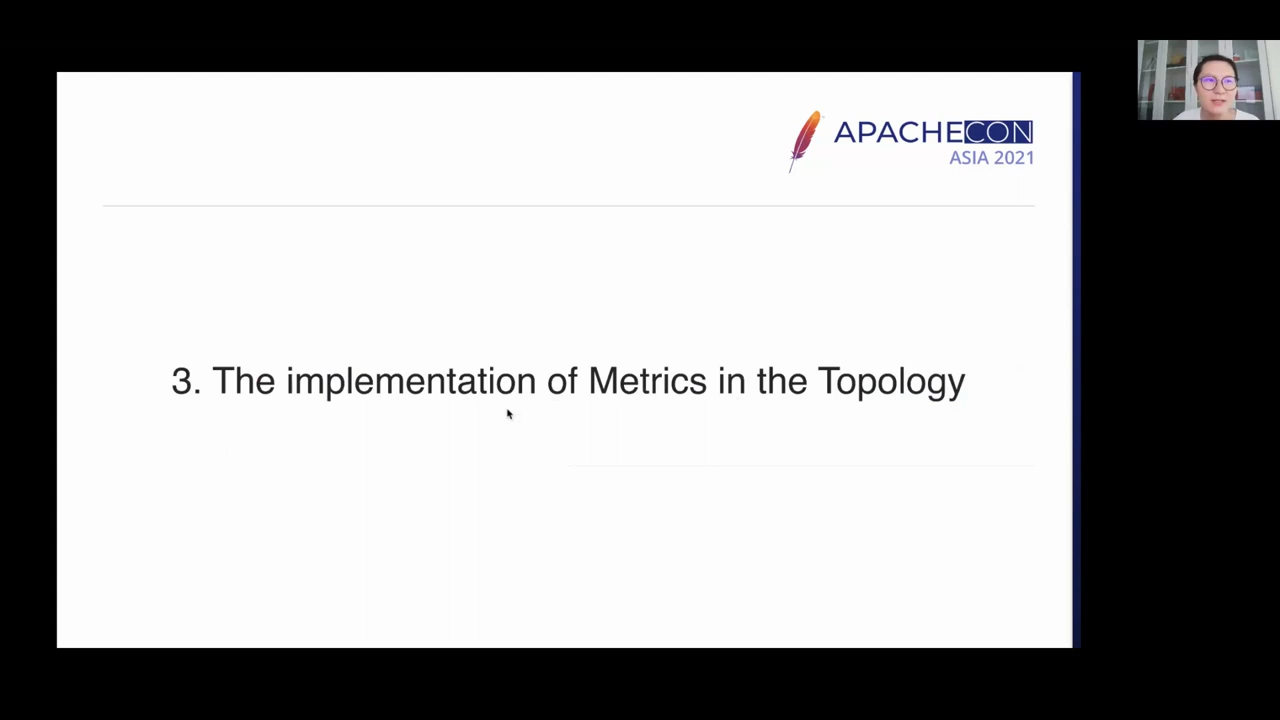 APACHECON
ASIA 2021
3. The implementation of Metrics in the Topology